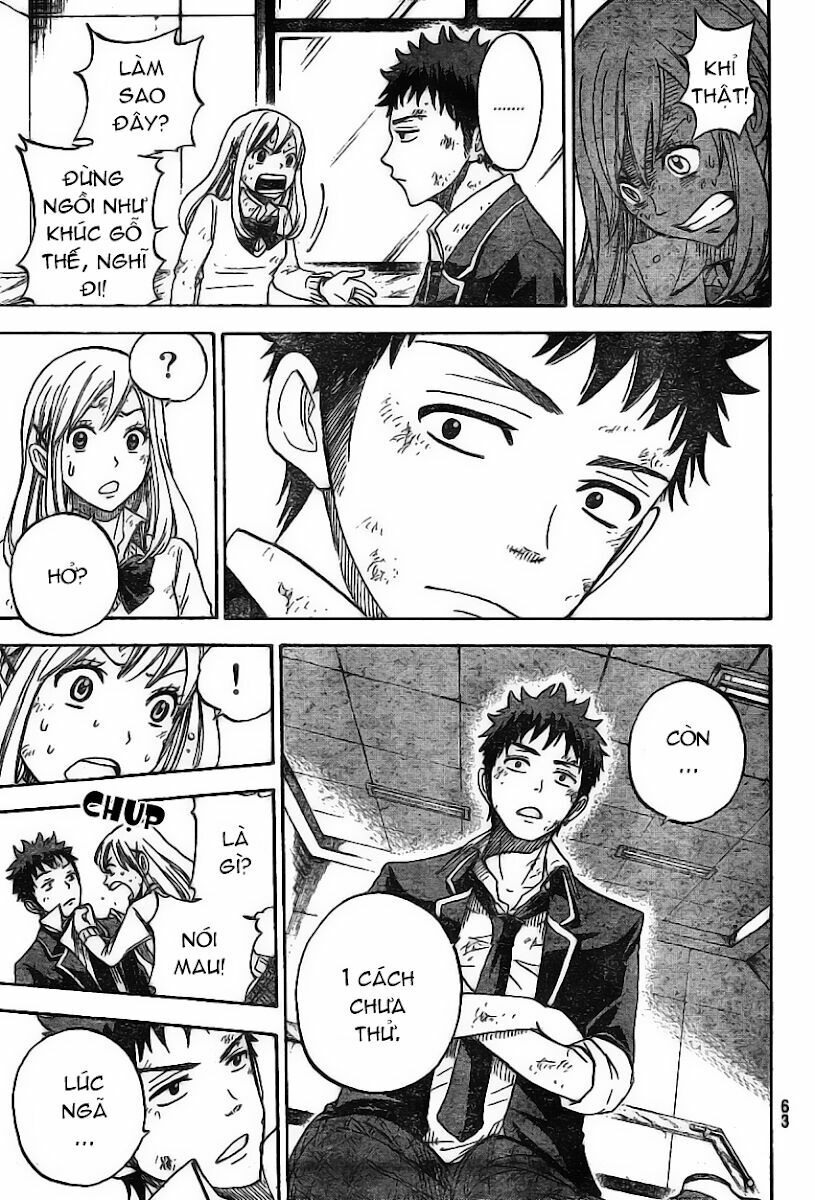 KHỈ
THẬT!
........
LÀM
SAO
ĐÂY?
ĐỪNG
NGỒI NHƯ
KHÚC GỖ
THẾ, NGHĨ
ĐI!
?
HỞ?
CÒN
...
1 CÁCH
CHƯA
THỬ.
!
CHỤP
LÀ
GÌ?
NÓI
MAU!
LÚC
NGÃ
...
63